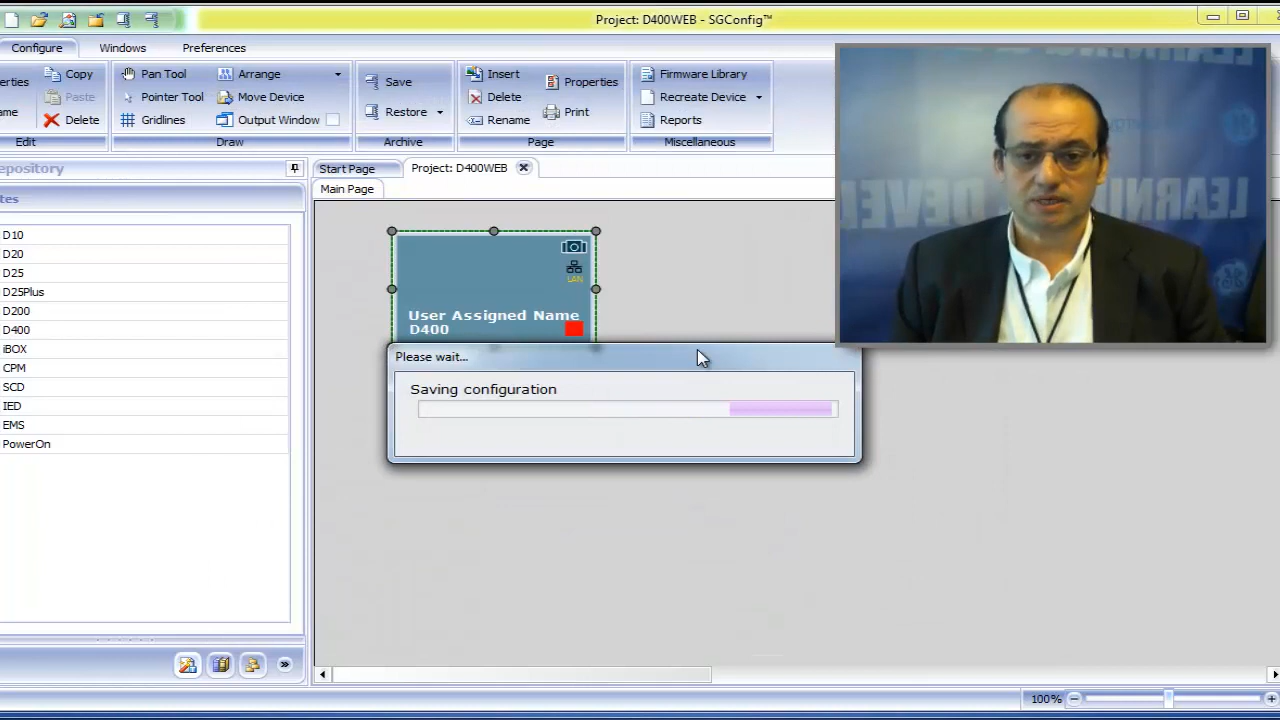 Project: D400WEB - SGConfig™
Configure
Windows
Preferences
Copy
Paste
Delete
Edit
Pan Tool
Pointer Tool
Gridlines
Arrange
Move Device
Output Window
Draw
Save
Restore
Archive
Insert
Delete
Rename
Properties
Print
Page
Firmware Library
Recreate Device
Reports
Miscellaneous
Start Page
Project: D400WEB
Main Page
D10
D20
D25
D25Plus
D200
D400
iBOX
CPM
SCD
IED
EMS
PowerOn
LAN
User Assigned Name
D400
Please wait...
Saving configuration
100%